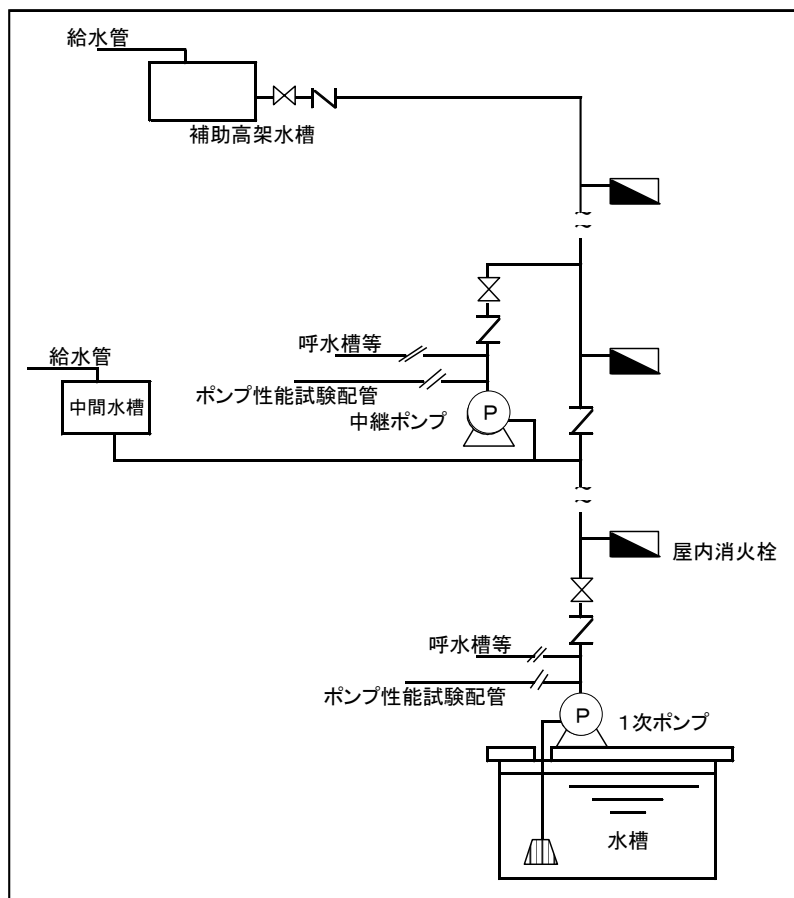 給水管
補助高架水槽
呼水槽等
給水管
ポンプ性能試験配管
中間水槽
中継ポンプ
P
屋内消火栓
呼水槽等
ポンプ性能試験配管
P
1次ポンプ
水槽